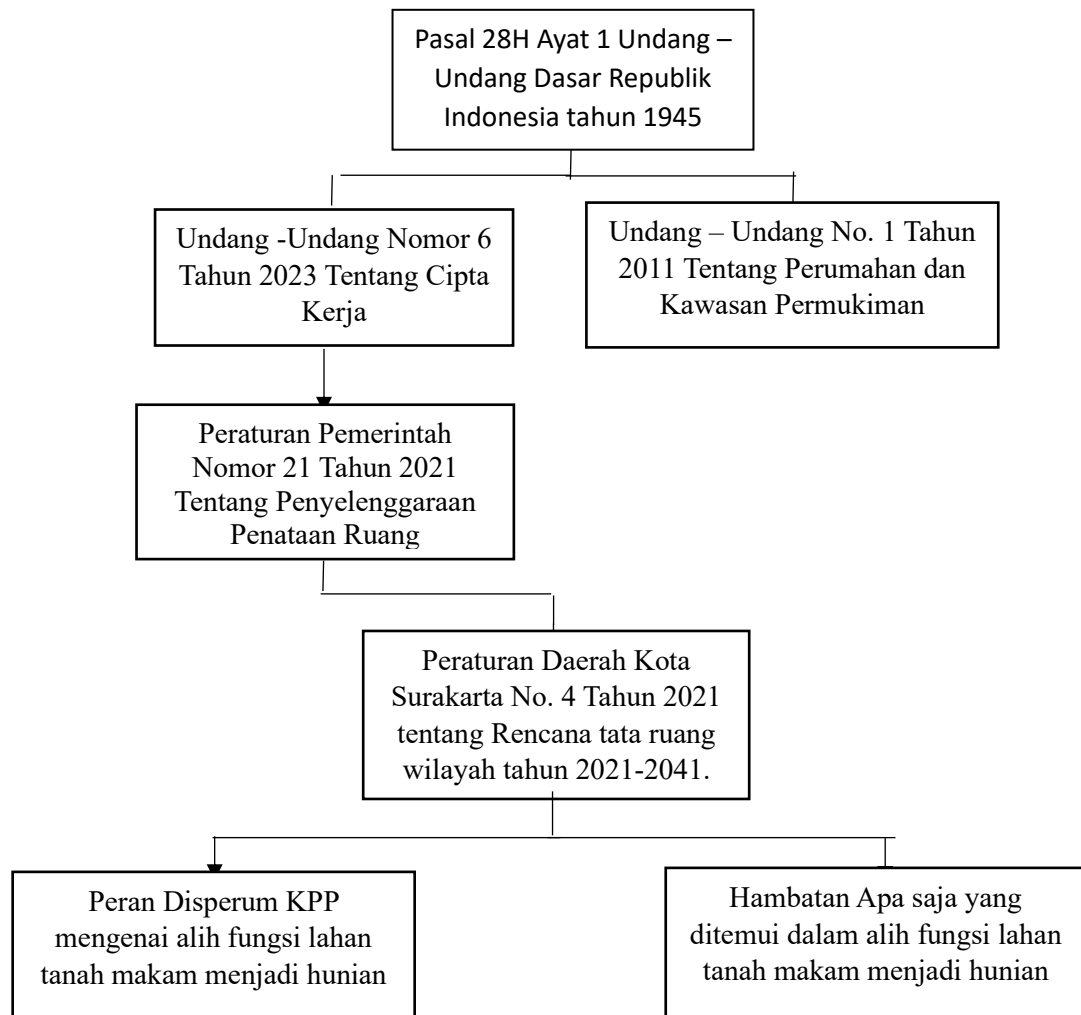 Pasal 28H Ayat 1 Undang –
Undang Dasar Republik
Indonesia tahun 1945
Undang -Undang Nomor 6
Tahun 2023 Tentang Cipta
Kerja
Undang – Undang No. 1 Tahun
2011 Tentang Perumahan dan
Kawasan Permukiman
Peraturan Pemerintah
Nomor 21 Tahun 2021
Tentang Penyelenggaraan
Penataan Ruang
Peraturan Daerah Kota
Surakarta No. 4 Tahun 2021
tentang Rencana tata ruang
wilayah tahun 2021-2041.
Peran Disperum KPP
mengenai alih fungsi lahan
tanah makam menjadi hunian
Hambatan Apa saja yang
ditemui dalam alih fungsi lahan
tanah makam menjadi hunian